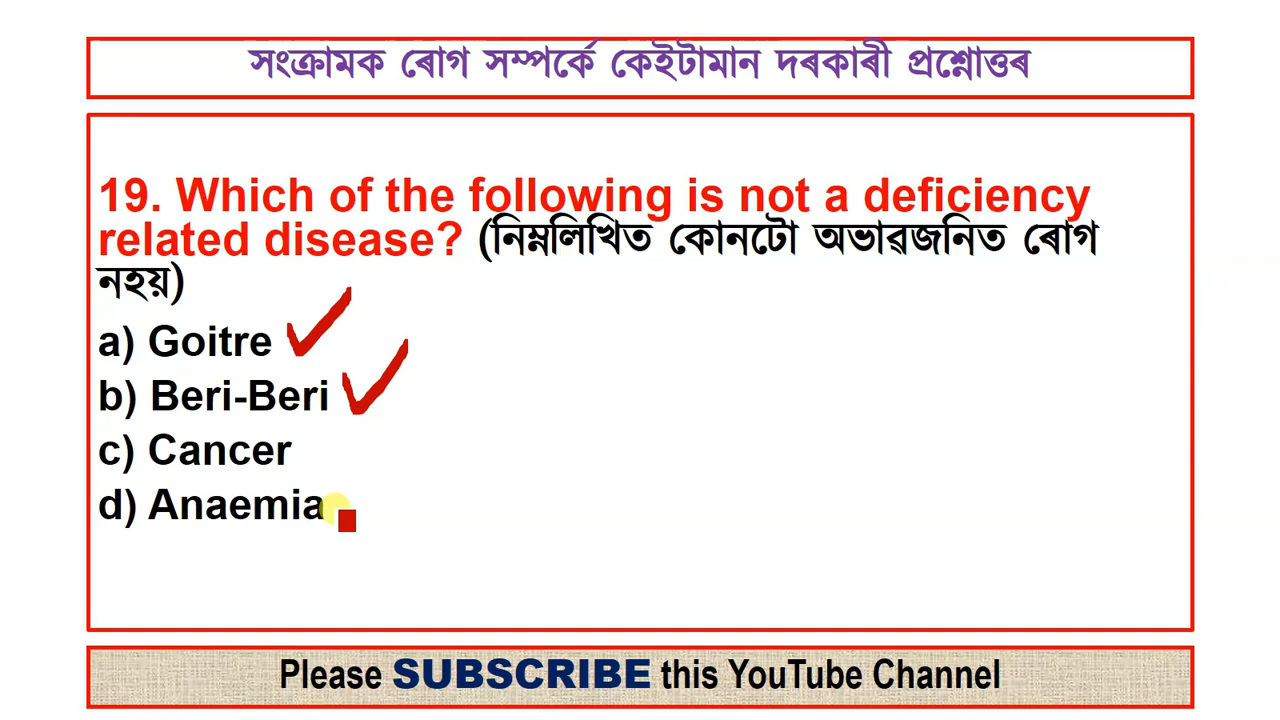 সংক্ৰামক ৰোগ সম্পৰ্কে কেইটামান দৰকাৰী প্ৰশ্নোত্তৰ
19. Which of the following is not a deficiency
related disease? (নিম্নলিখিত কোনটো অভাৱজনিত ৰোগ
নহয়)
a) Goitre
b) Beri-Beri
c) Cancer
d) Anaemia
Please SUBSCRIBE this YouTube Channel